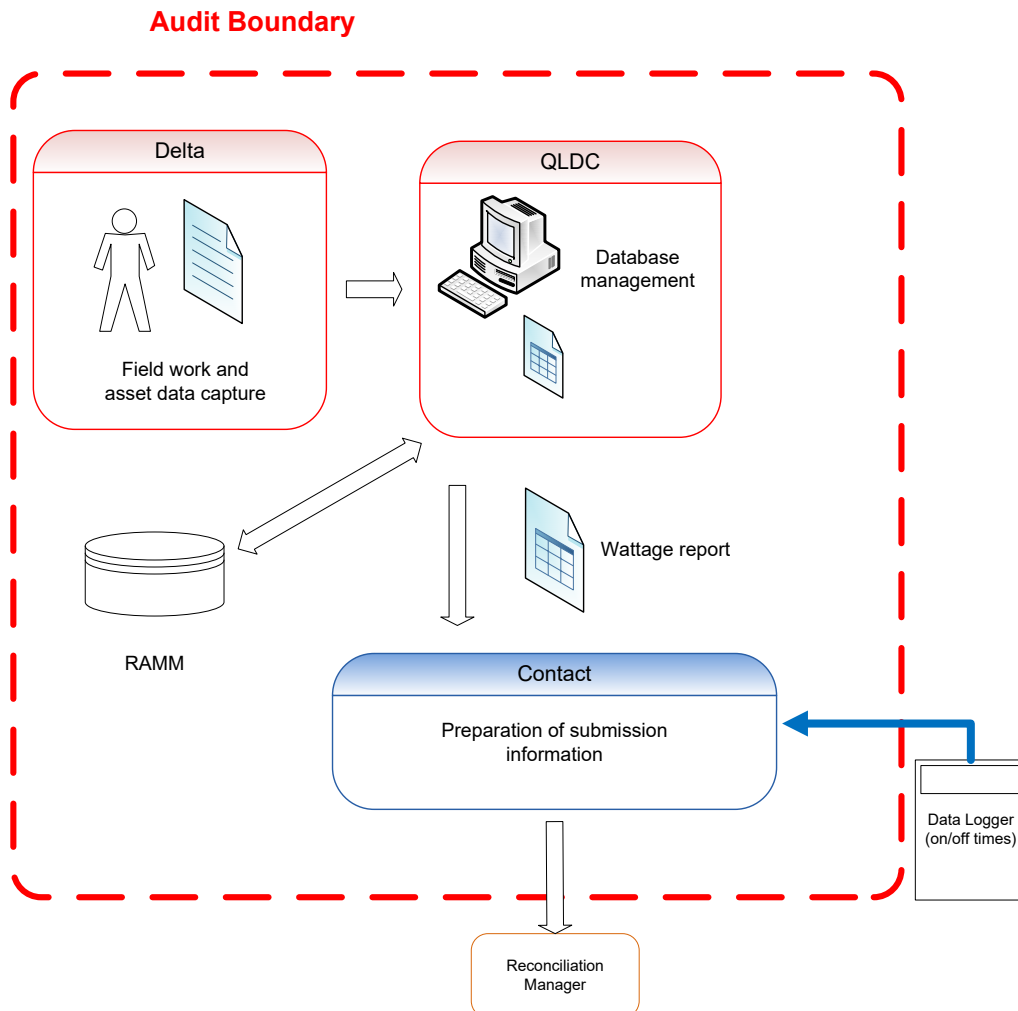 Audit Boundary
Delta
QLDC
Database
management
Field work and
asset data capture
Wattage report
RAMM
Contact
Preparation of submission
information
Data Logger
(on/off times)
Reconciliation
Manager